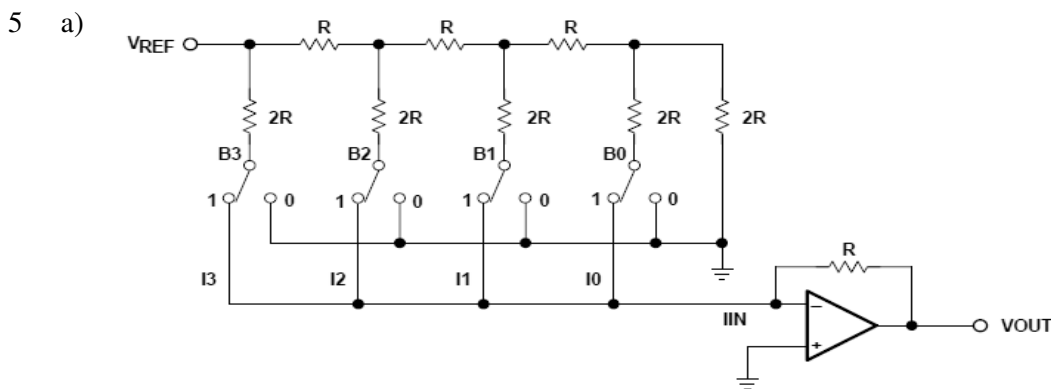 5 a)
R R R
VREF
2R 2R 2R 2R 2R
B3 B2 B1 B0
1 0 1 0 1 0 1 0
R
I3 I2 I1 I0
IIN
−
+
VOUT